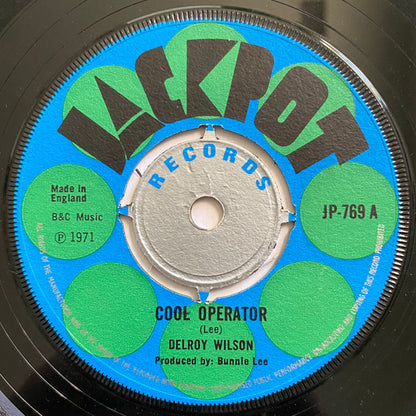 JACKPOT
RECORDS
Made in
England
B&C Music
℗ 1971
JP-769 A
COOL OPERATOR
(Lee)
DELROY WILSON
Produced by: Bunnie Lee